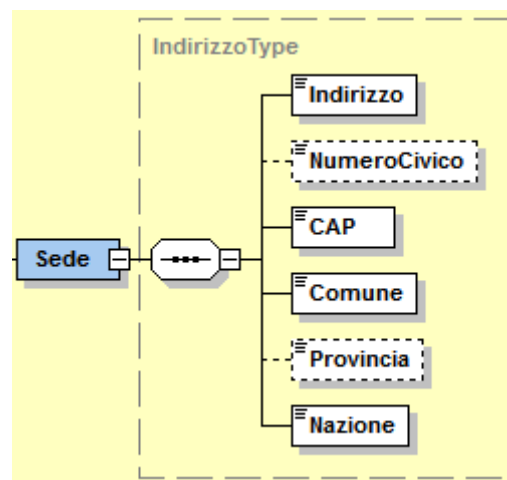 IndirizzoType
Indirizzo
NumeroCivico
CAP
Sede
Comune
Provincia
Nazione